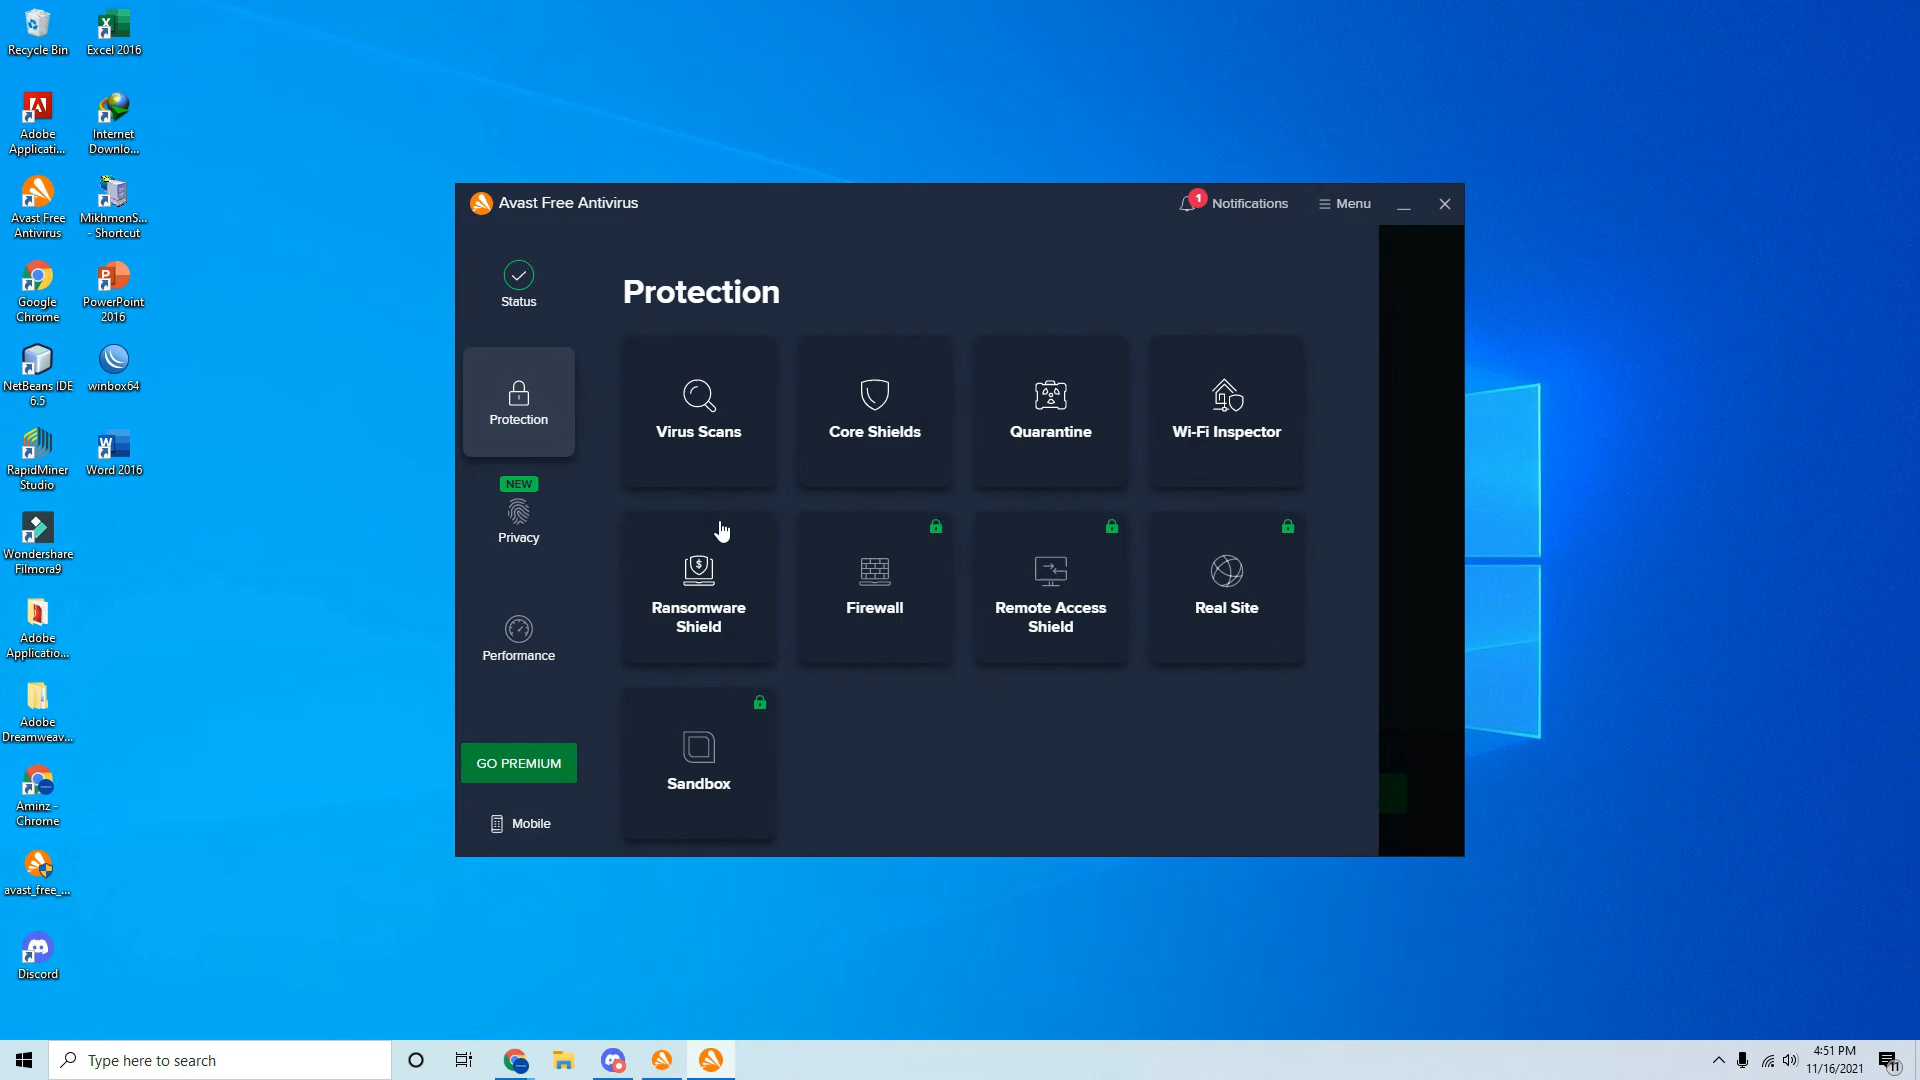 Recycle Bin
Excel 2016
Adobe
Applicati...
Internet
Downlo...
Avast Free
Antivirus
MikhmonS...
- Shortcut
Google
Chrome
PowerPoint
2016
NetBeans IDE
6.5
winbox64
RapidMiner
Studio
Word 2016
Wondershare
Filmora9
Adobe
Applicatio...
Adobe
Dreamweav...
Aminz -
Chrome
avast_free_...
Discord
Avast Free Antivirus
1
Notifications
Menu
Status
Protection
NEW
Privacy
Performance
GO PREMIUM
Mobile
Protection
Virus Scans
Core Shields
Quarantine
Wi-Fi Inspector
Ransomware
Shield
Firewall
Remote Access
Shield
Real Site
Sandbox
Type here to search
4:51 PM
11/16/2021
11